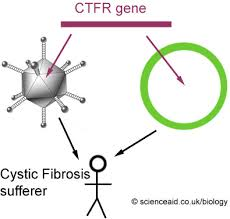 CTFR gene
Cystic Fibrosis
sufferer
© scienceaid.co.uk/biology